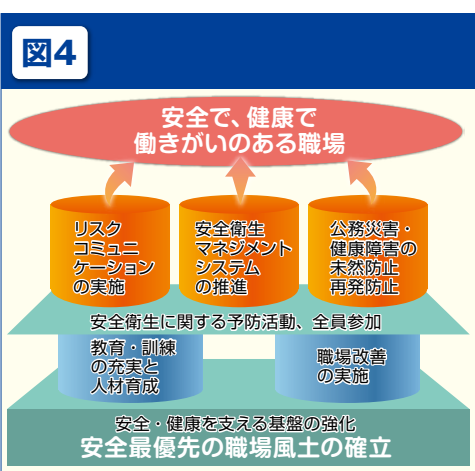 図4
安全で、健康で
働きがいのある職場
リスク
コミュニ
ケーション
の実施
安全衛生
マネジメント
システム
の推進
公務災害・
健康障害の
未然防止
再発防止
安全衛生に関する予防活動、全員参加
教育・訓練
の充実と
人材育成
職場改善
の実施
安全・健康を支える基盤の強化
安全最優先の職場風土の確立